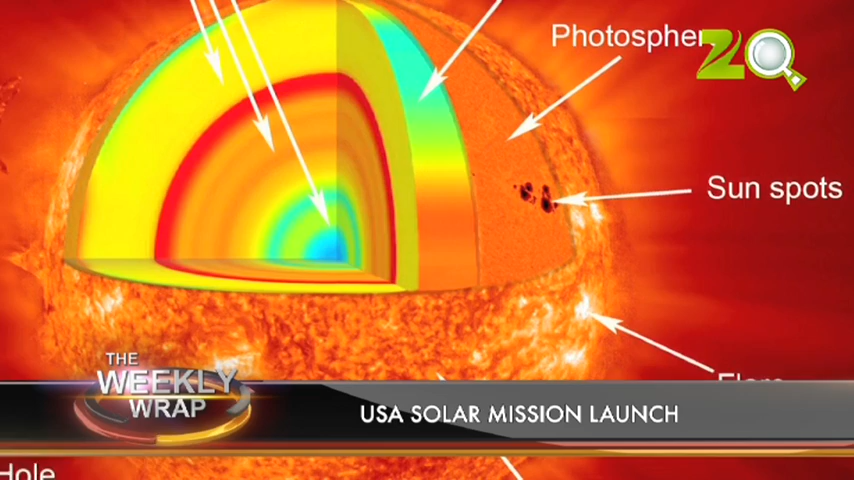 Photospher
Sun spots
THE
WEEKLY
WRAP
USA SOLAR MISSION LAUNCH
Hole